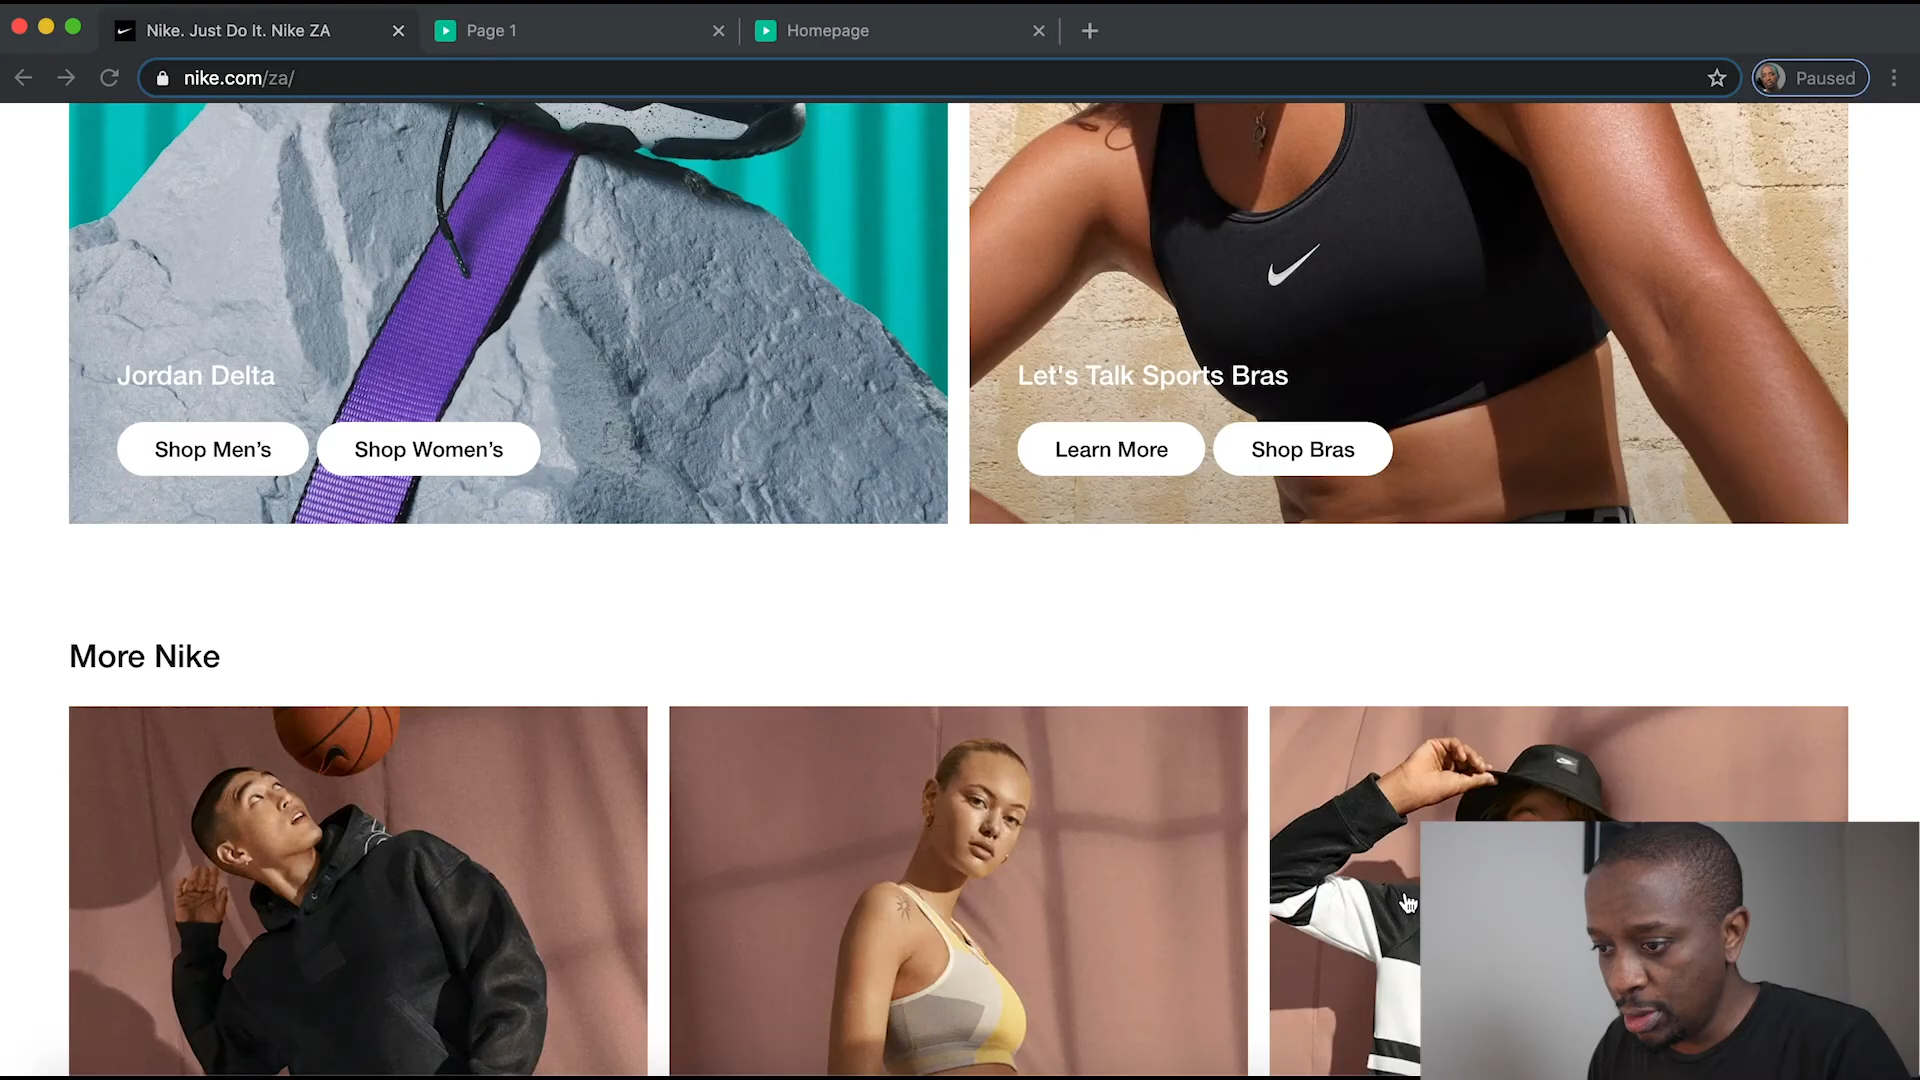 Nike. Just Do It. Nike ZA
Page 1
Homepage
nike.com/za/
Paused
Jordan Delta
Let's Talk Sports Bras
Shop Men’s
Shop Women’s
Learn More
Shop Bras
More Nike